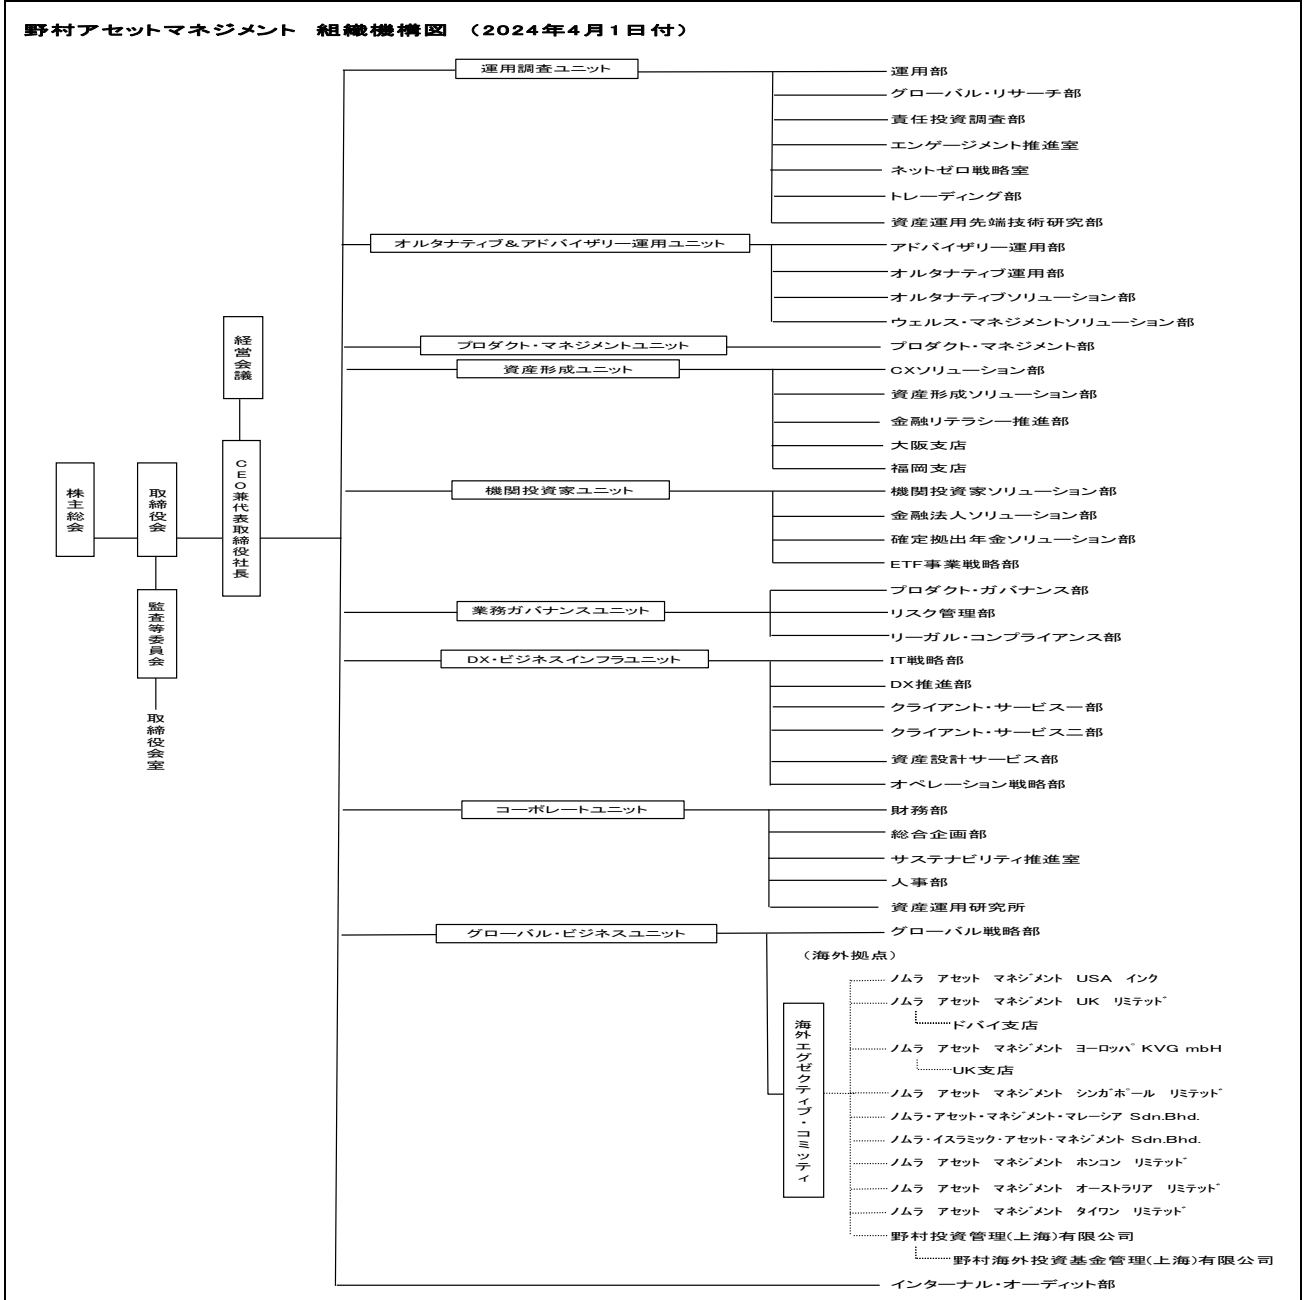 野村アセットマネジメント　組織機構図　（2024年4月1日付）
株主総会
取締役会
監査等委員会
取締役会室
経営会議
CEO兼代表取締役社長
運用調査ユニット
運用部
グローバル・リサーチ部
責任投資調査部
エンゲージメント推進室
ネットゼロ戦略室
トレーディング部
資産運用先端技術研究部
オルタナティブ＆アドバイザリー運用ユニット
アドバイザリー運用部
オルタナティブ運用部
オルタナティブソリューション部
ウェルス・マネジメントソリューション部
プロダクト・マネジメントユニット
プロダクト・マネジメント部
資産形成ユニット
CXソリューション部
資産形成ソリューション部
金融リテラシー推進部
大阪支店
福岡支店
機関投資家ユニット
機関投資家ソリューション部
金融法人ソリューション部
確定拠出年金ソリューション部
ETF事業戦略部
業務ガバナンスユニット
プロダクト・ガバナンス部
リスク管理部
リーガル・コンプライアンス部
DX・ビジネスインフラユニット
IT戦略部
DX推進部
クライアント・サービス一部
クライアント・サービス二部
資産設計サービス部
オペレーション戦略部
コーポレートユニット
財務部
総合企画部
サステナビリティ推進室
人事部
資産運用研究所
グローバル・ビジネスユニット
グローバル戦略部
（海外拠点）
海外エグゼクティブ・コミッティ
ノムラ　アセット　マネジメント　USA　インク
ノムラ　アセット　マネジメント　UK　リミテッド
ドバイ支店
ノムラ　アセット　マネジメント　ヨーロッパ KVG mbH
UK支店
ノムラ　アセット　マネジメント　シンガポール　リミテッド
ノムラ・アセット・マネジメント・マレーシア Sdn.Bhd.
ノムラ・イスラミック・アセット・マネジメント Sdn.Bhd.
ノムラ　アセット　マネジメント　ホンコン　リミテッド
ノムラ　アセット　マネジメント　オーストラリア　リミテッド
ノムラ　アセット　マネジメント　タイワン　リミテッド
野村投資管理(上海)有限公司
野村海外投資基金管理(上海)有限公司
インターナル・オーディット部